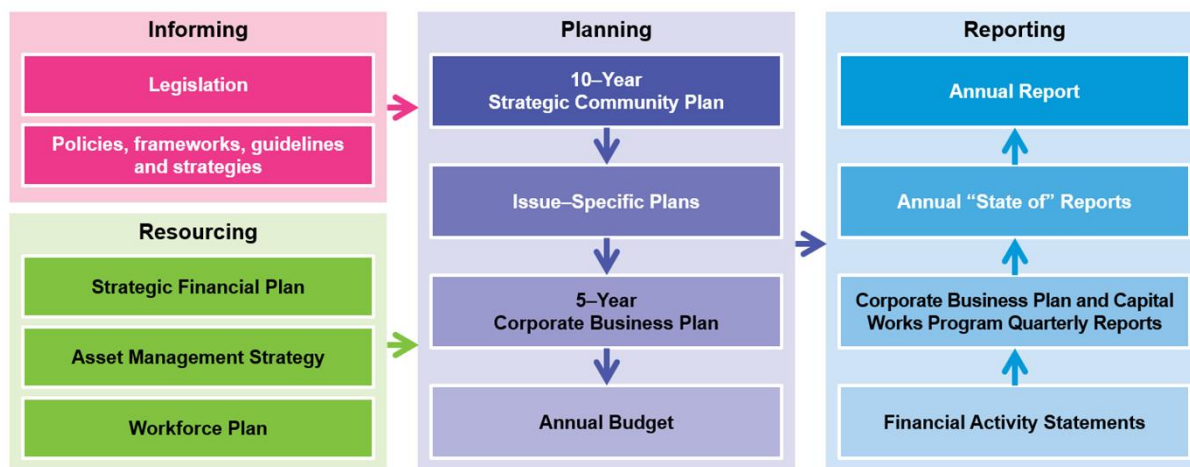 Informing
Legislation
Policies, frameworks, guidelines
and strategies
Resourcing
Strategic Financial Plan
Asset Management Strategy
Workforce Plan
Planning
10–Year
Strategic Community Plan
Issue–Specific Plans
5–Year
Corporate Business Plan
Annual Budget
Reporting
Annual Report
Annual “State of” Reports
Corporate Business Plan and Capital
Works Program Quarterly Reports
Financial Activity Statements